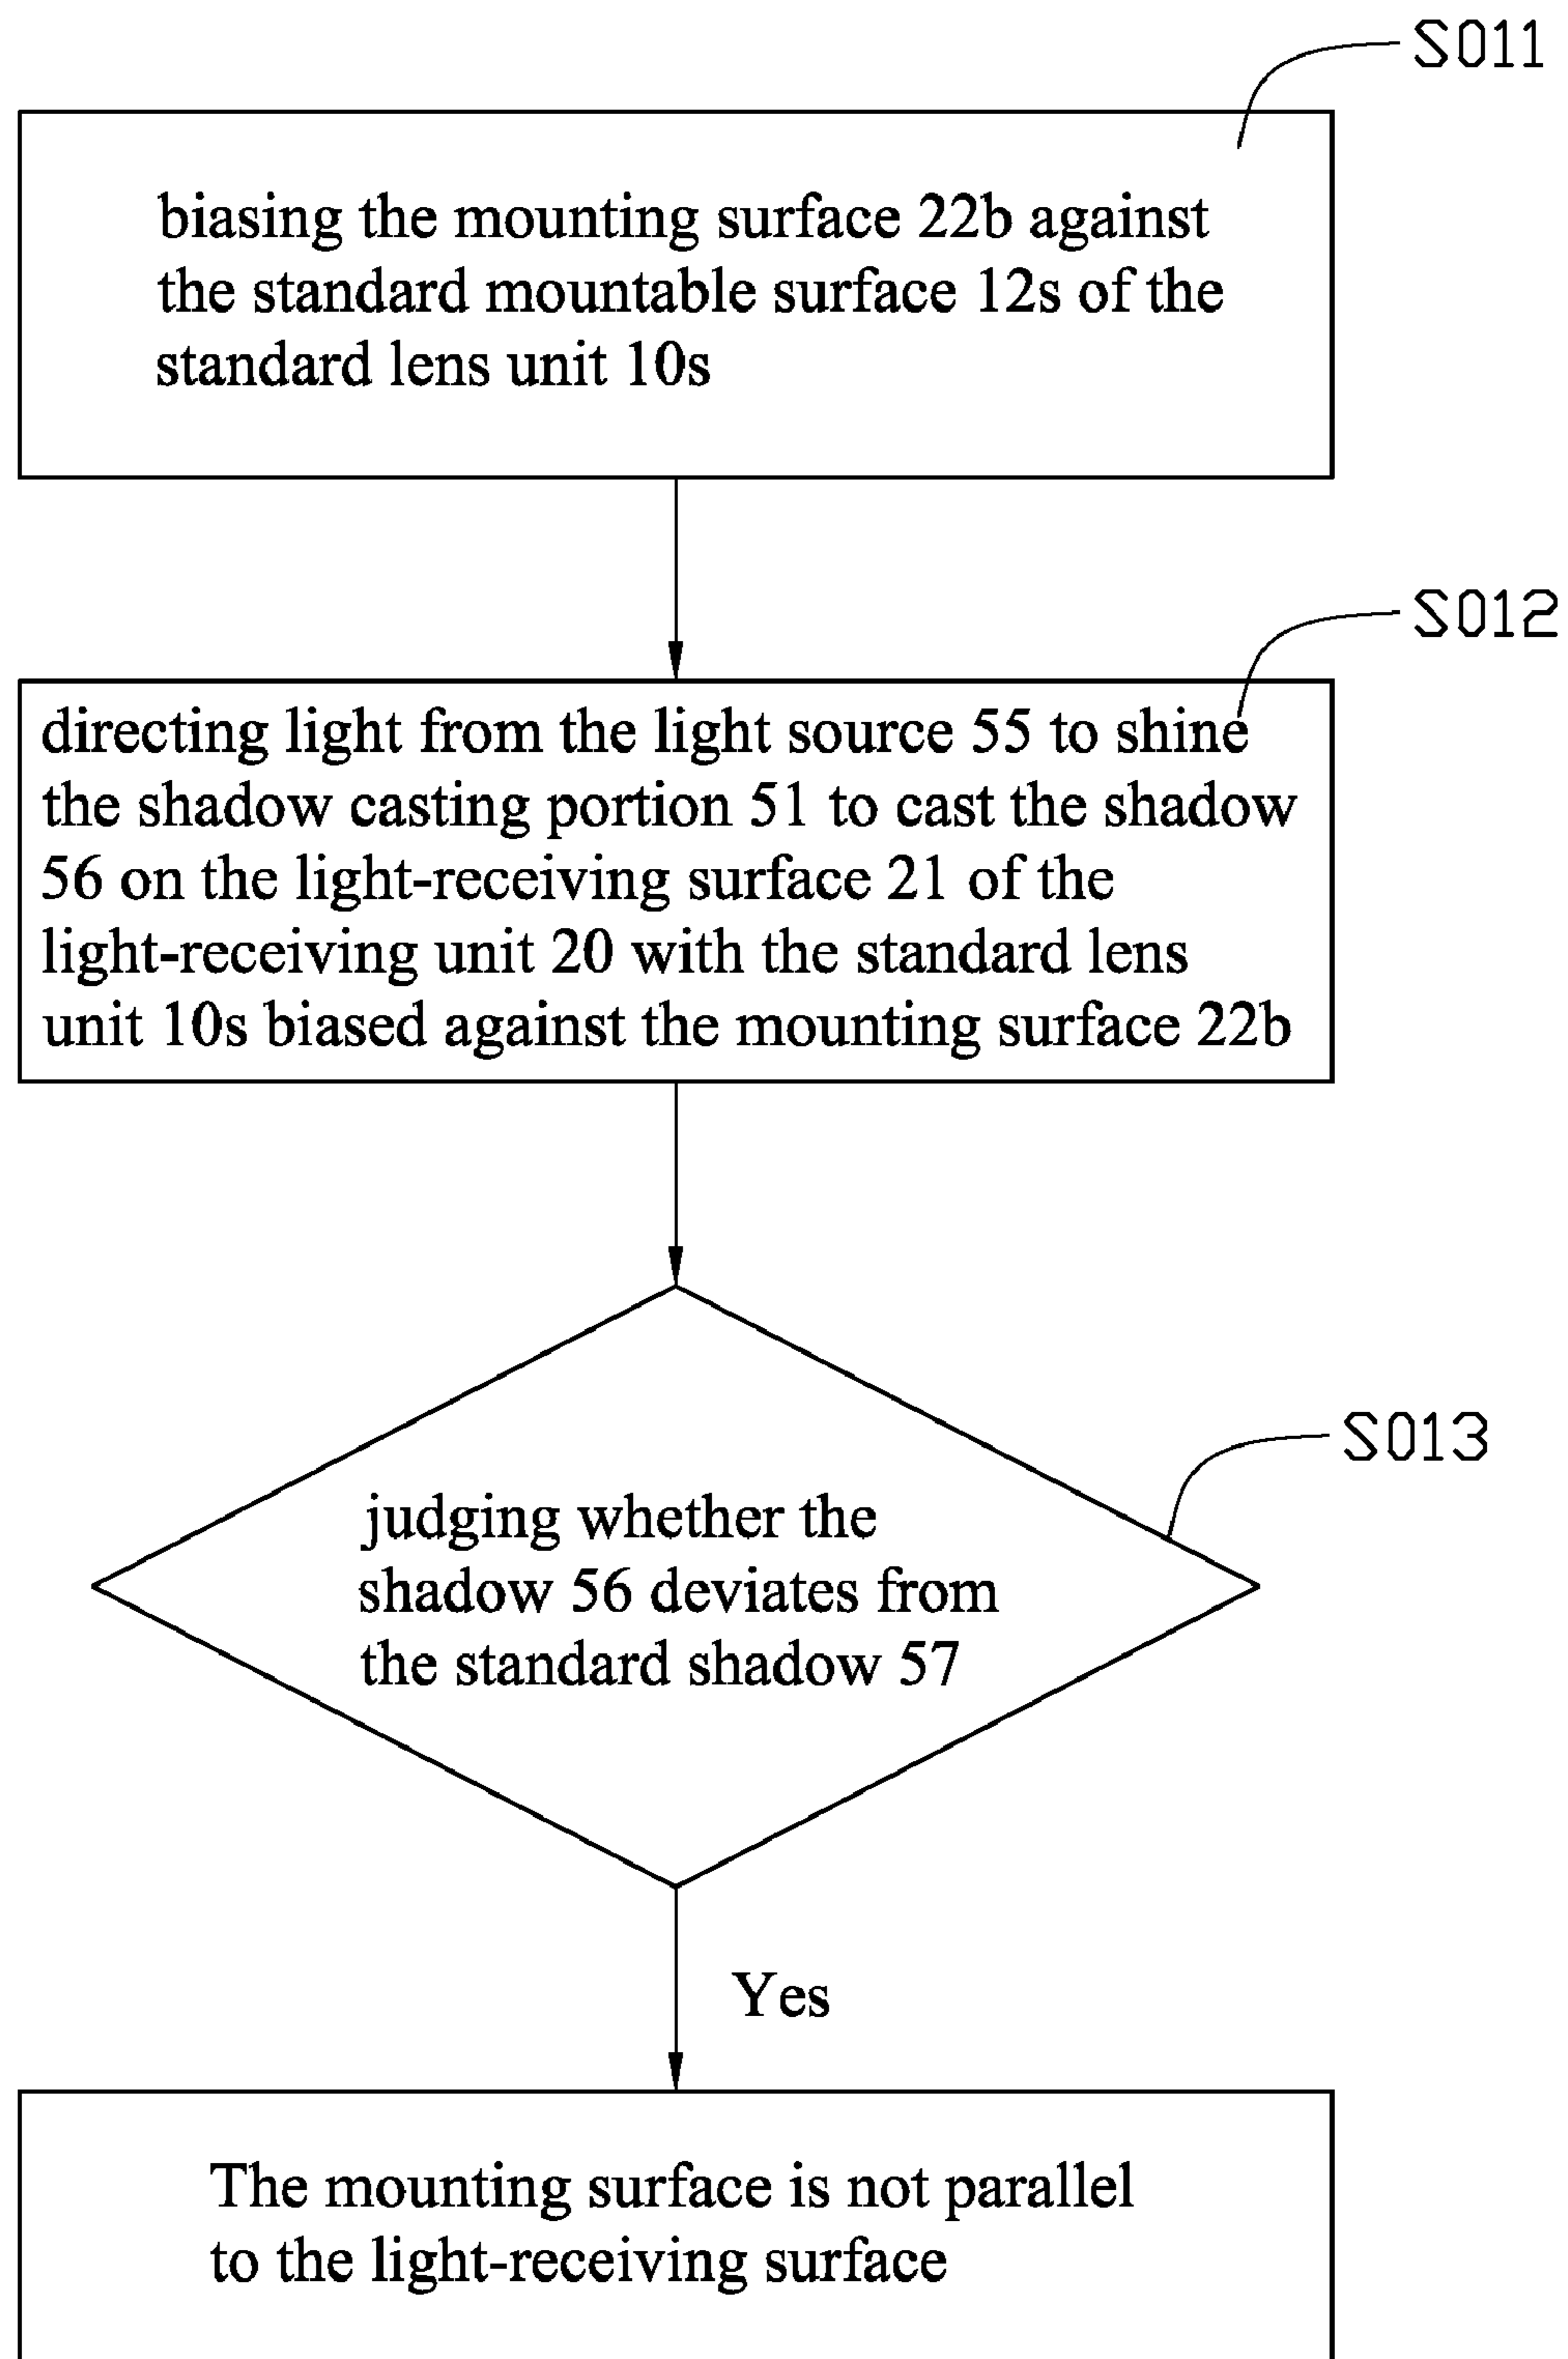 S011
biasing the mounting surface 22b against
the standard mountable surface 12s of the
standard lens unit 10s
S012
directing light from the light source 55 to shine
the shadow casting portion 51 to cast the shadow
56 on the light-receiving surface 21 of the
light-receiving unit 20 with the standard lens
unit 10s biased against the mounting surface 22b
S013
judging whether the
shadow 56 deviates from
the standard shadow 57
Yes
The mounting surface is not parallel
to the light-receiving surface